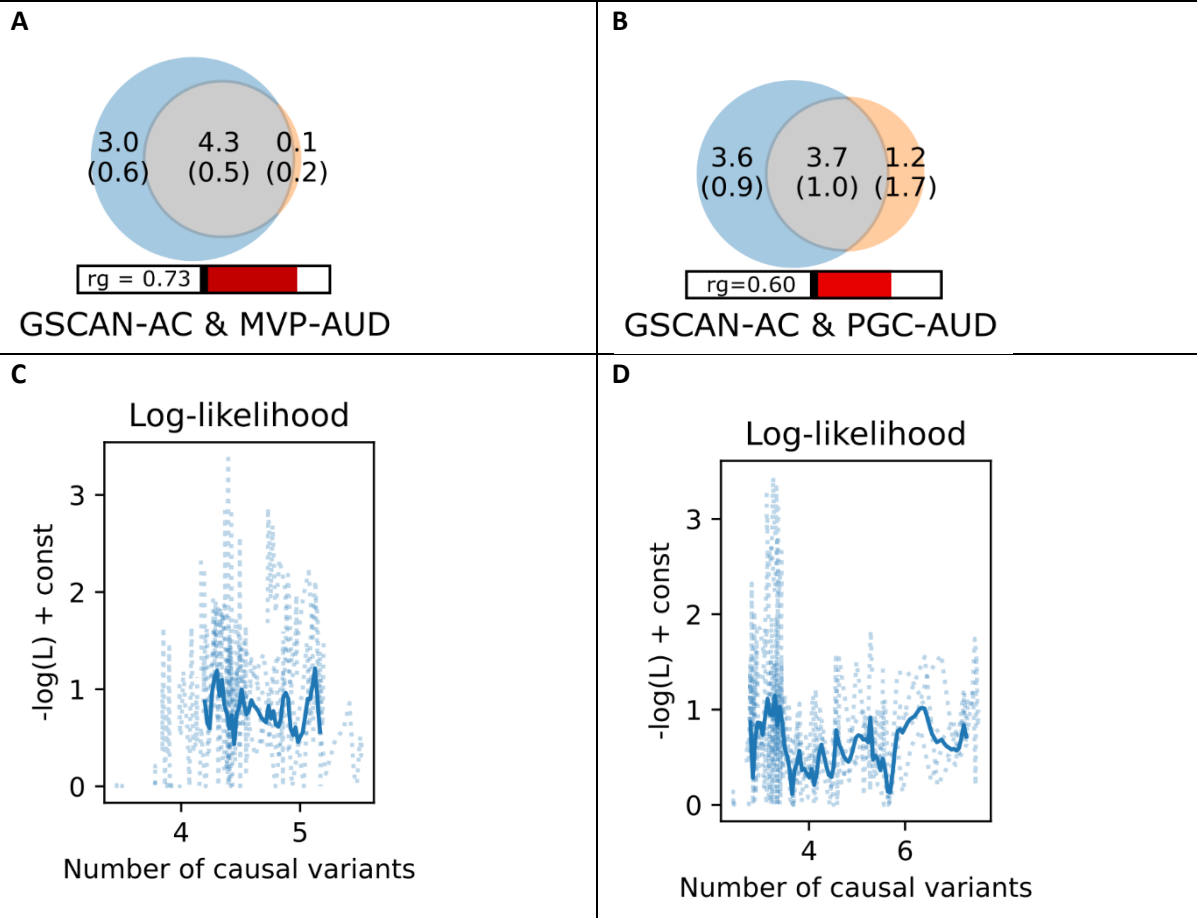 A
3.0 4.3 0.1
(0.6) (0.5) (0.2)
rg = 0.73
GSCAN-AC & MVP-AUD
B
3.6 3.7 1.2
(0.9) (1.0) (1.7)
rg=0.60
GSCAN-AC & PGC-AUD
C
Log-likelihood
3
2
1
0
-log(L) + const
4 5
Number of causal variants
D
Log-likelihood
3
2
1
0
-log(L) + const
4 6
Number of causal variants